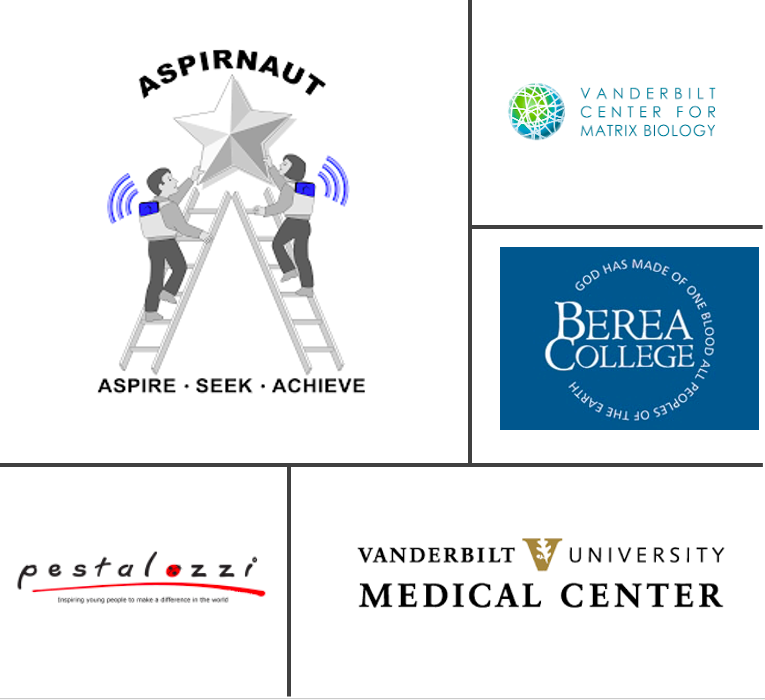 ASPIRNAUT
ASPIRE · SEEK · ACHIEVE
VANDERBILT
CENTER FOR
MATRIX BIOLOGY
GOD HAS MADE OF ONE BLOOD ALL PEOPLES OF THE EARTH
BEREA
COLLEGE
pestalozzi
Inspiring young people to make a difference in the world
VANDERBILT V UNIVERSITY
MEDICAL CENTER